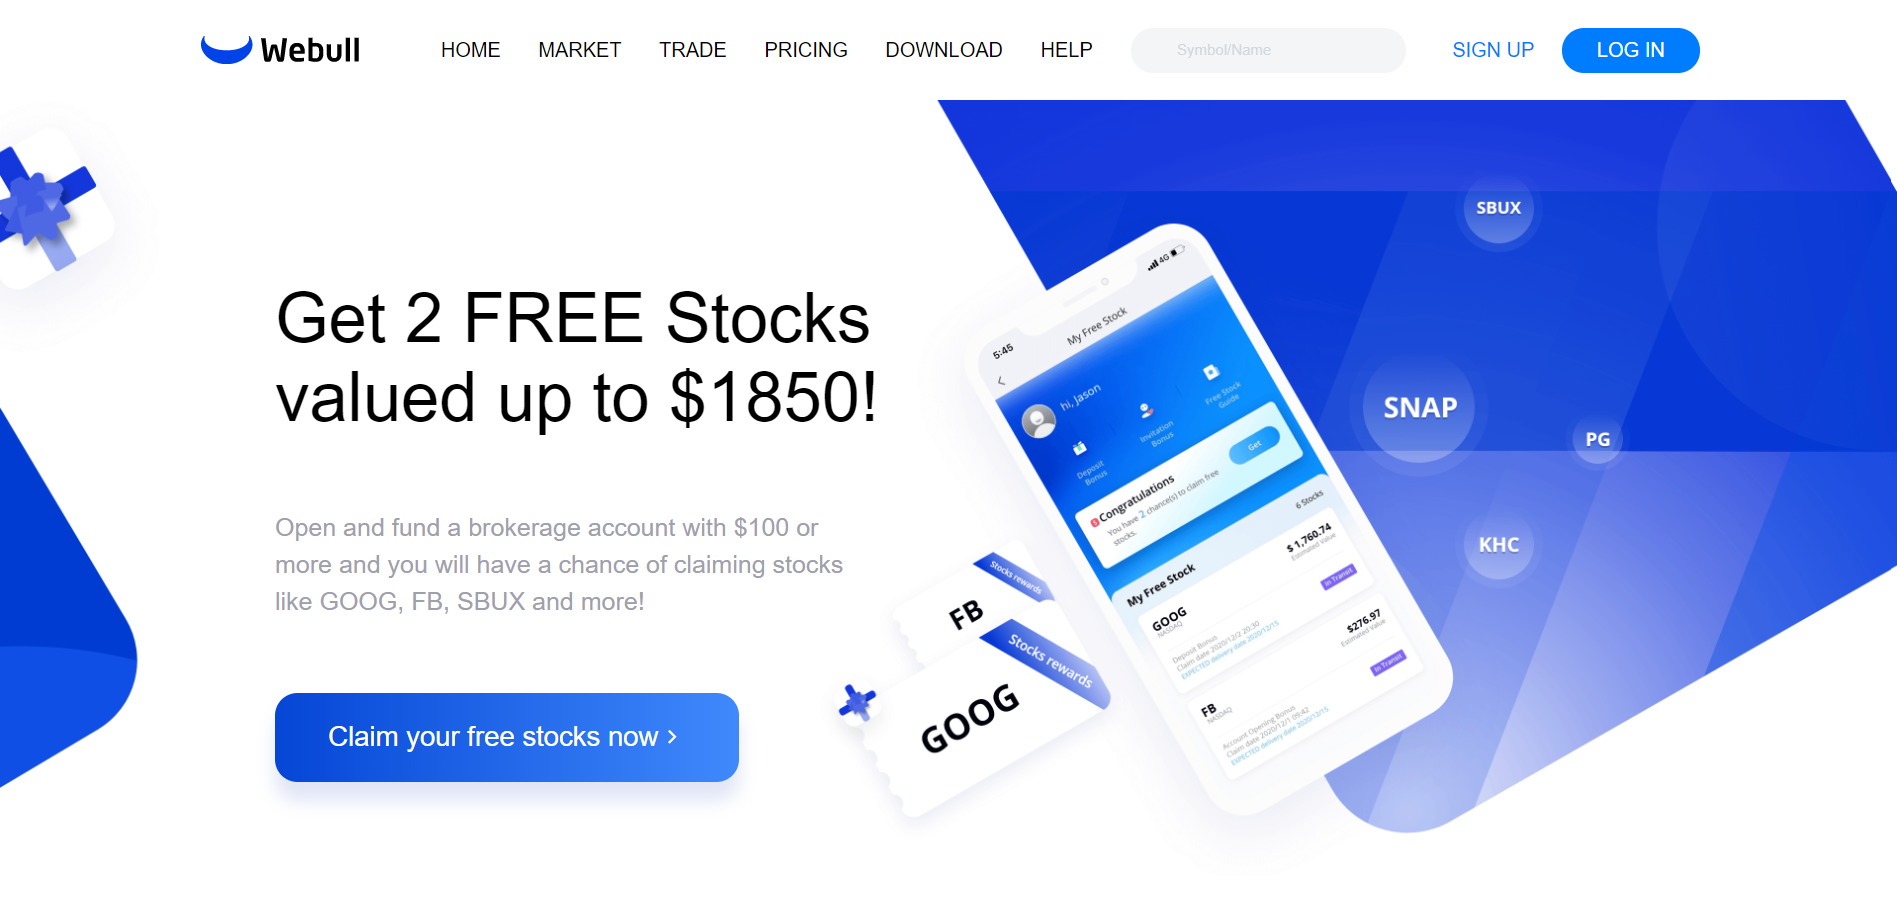 Webull
HOME MARKET TRADE PRICING DOWNLOAD HELP Symbol/Name SIGN UP LOG IN
Get 2 FREE Stocks
valued up to $1850!
Open and fund a brokerage account with $100 or
more and you will have a chance of claiming stocks
like GOOG, FB, SBUX and more!
Claim your free stocks now >
Stocks rewards
FB
Stocks rewards
GOOG
5:45
4G
My Free Stock
hi, Jason
Deposit
Bonus
Invitation
Bonus
Free Stock
Guide
$ Congratulations
You have 2 chance(s) to claim free
stocks.
Get
My Free Stock
6 Stocks
GOOG
NASDAQ
$ 1,760.74
Estimated Value
Deposit Bonus
Claim date 2020/12/2 20:30
EXPECTED delivery date 2020/12/15
In Transit
FB
NASDAQ
$276.97
Estimated Value
Account Opening Bonus
Claim date 2020/12/1 09:42
EXPECTED delivery date 2020/12/15
In Transit
SBUX
SNAP
PG
KHC